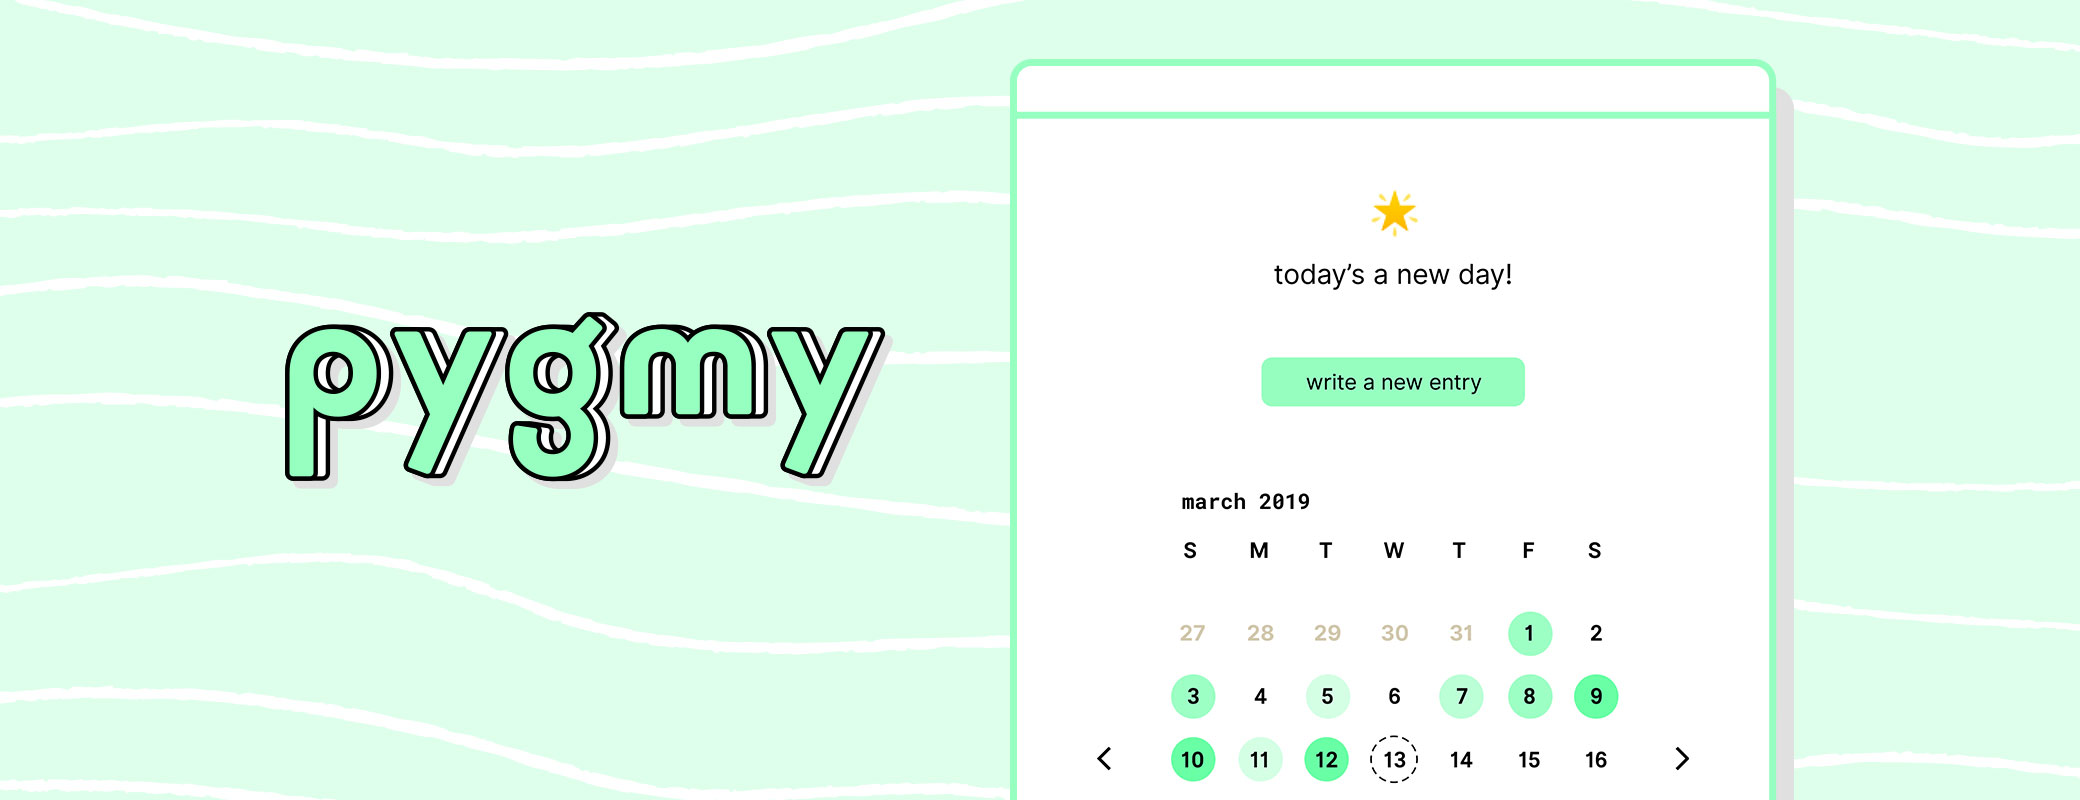 pygmy
today’s a new day!
write a new entry
march 2019
S M T W T F S
27 28 29 30 31 1 2
3 4 5 6 7 8 9
10 11 12 13 14 15 16